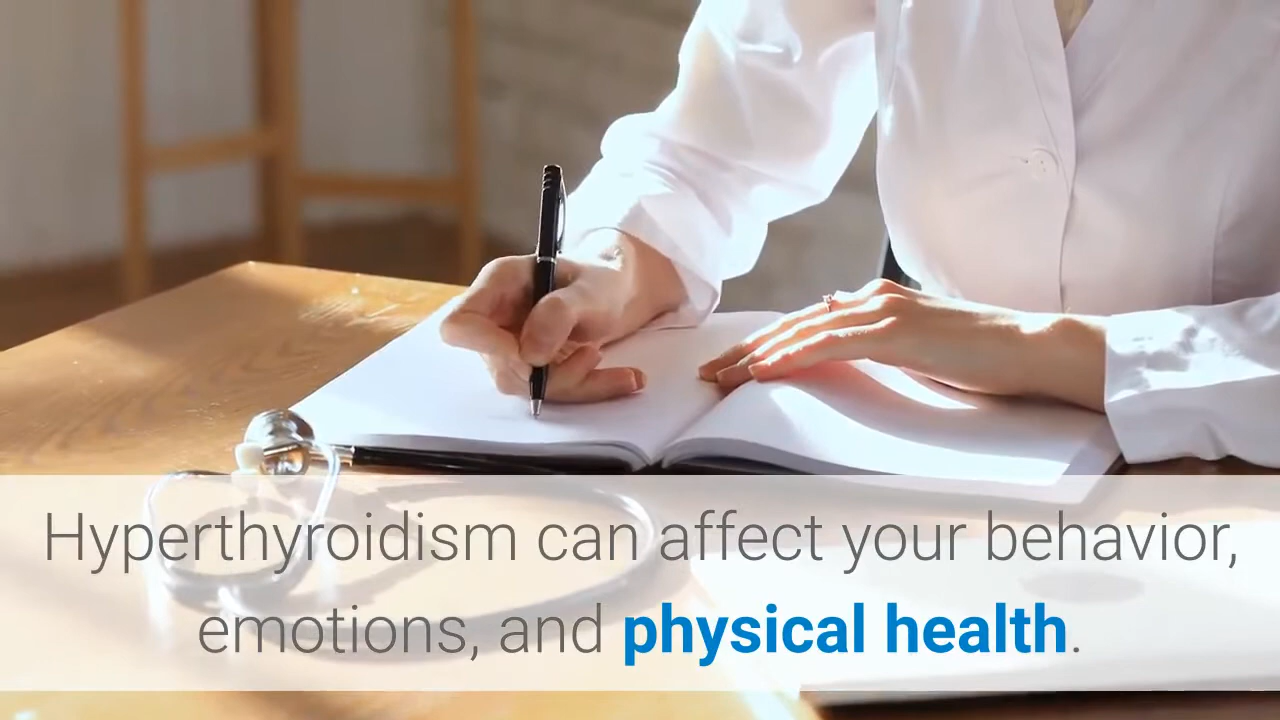 Hyperthyroidism can affect your behavior,
emotions, and physical health.